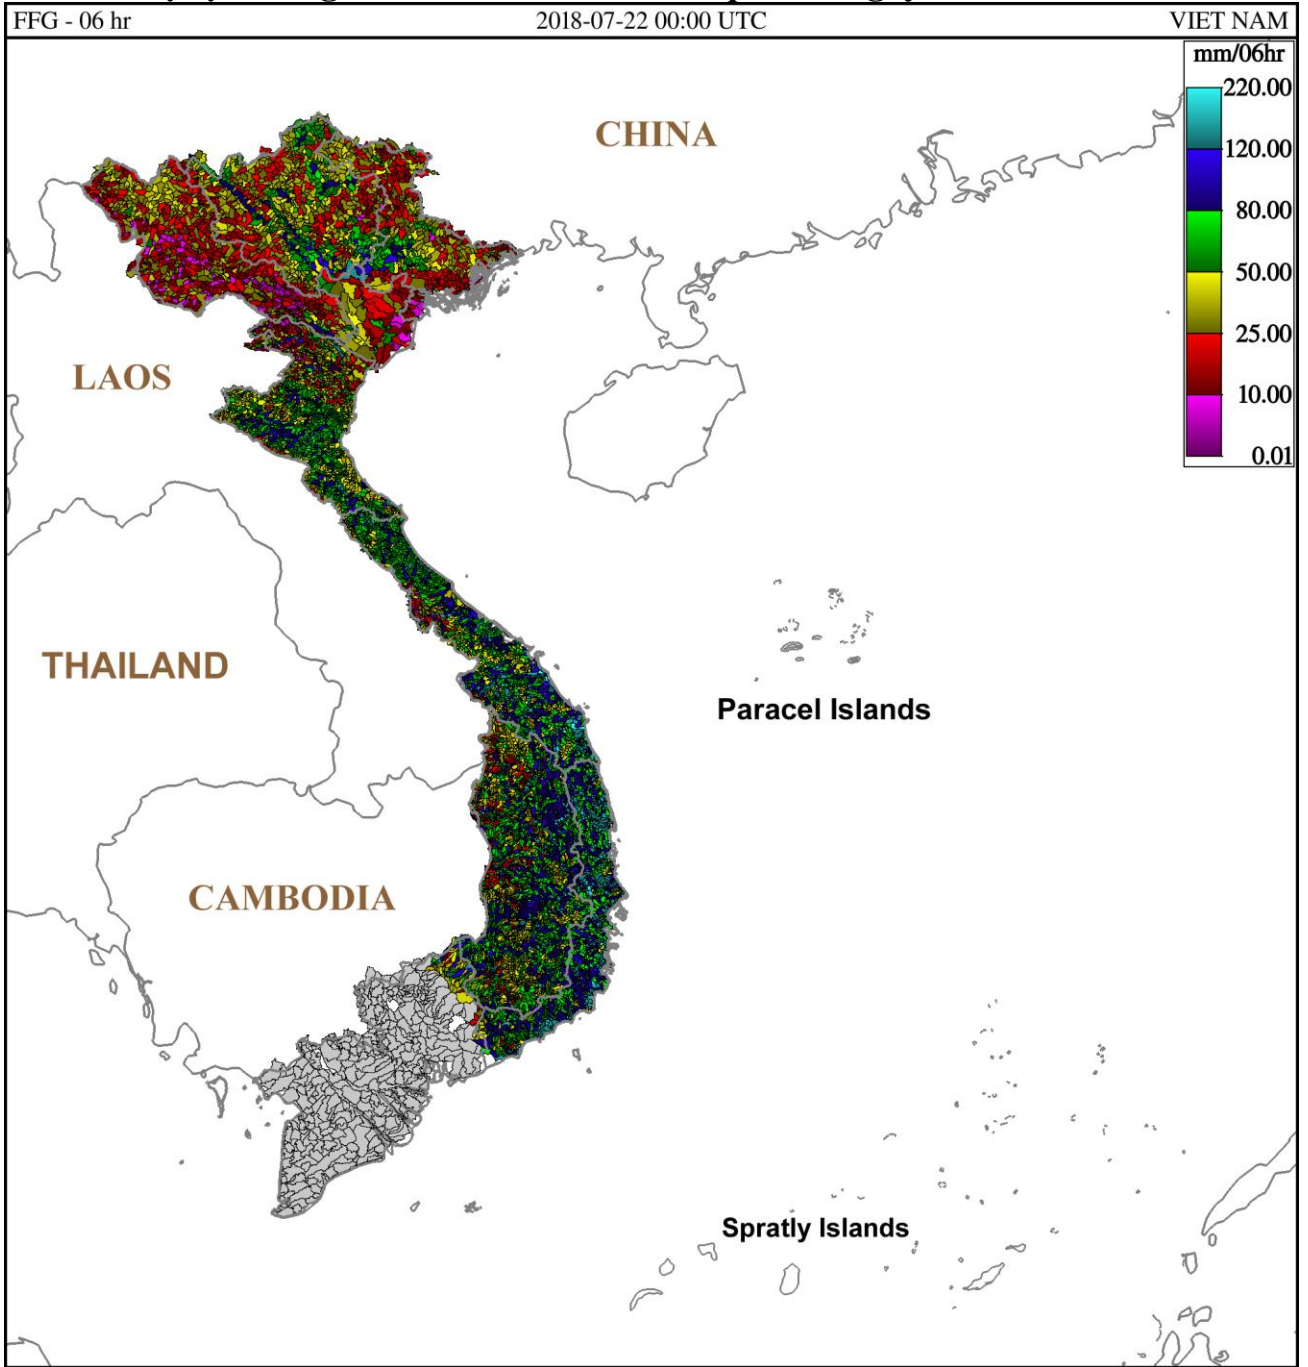 FFG - 06 hr 2018-07-22 00:00 UTC VIET NAM
mm/06hr
220.00
120.00
80.00
50.00
25.00
10.00
0.01
CHINA
LAOS
THAILAND
Paracel Islands
CAMBODIA
Spratly Islands